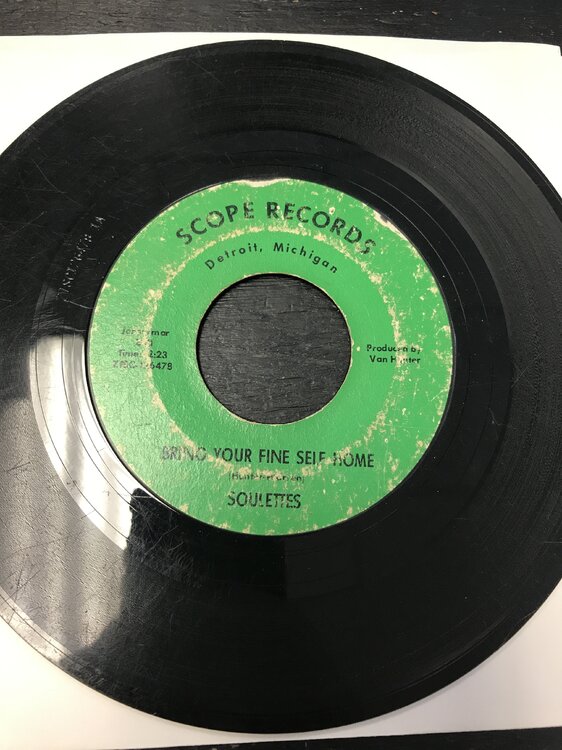 SCOPE RECORDS
Detroit, Michigan
Time: 2:23
Produced by
Van Hunter
BRING YOUR FINE SELF HOME
SOULETTES